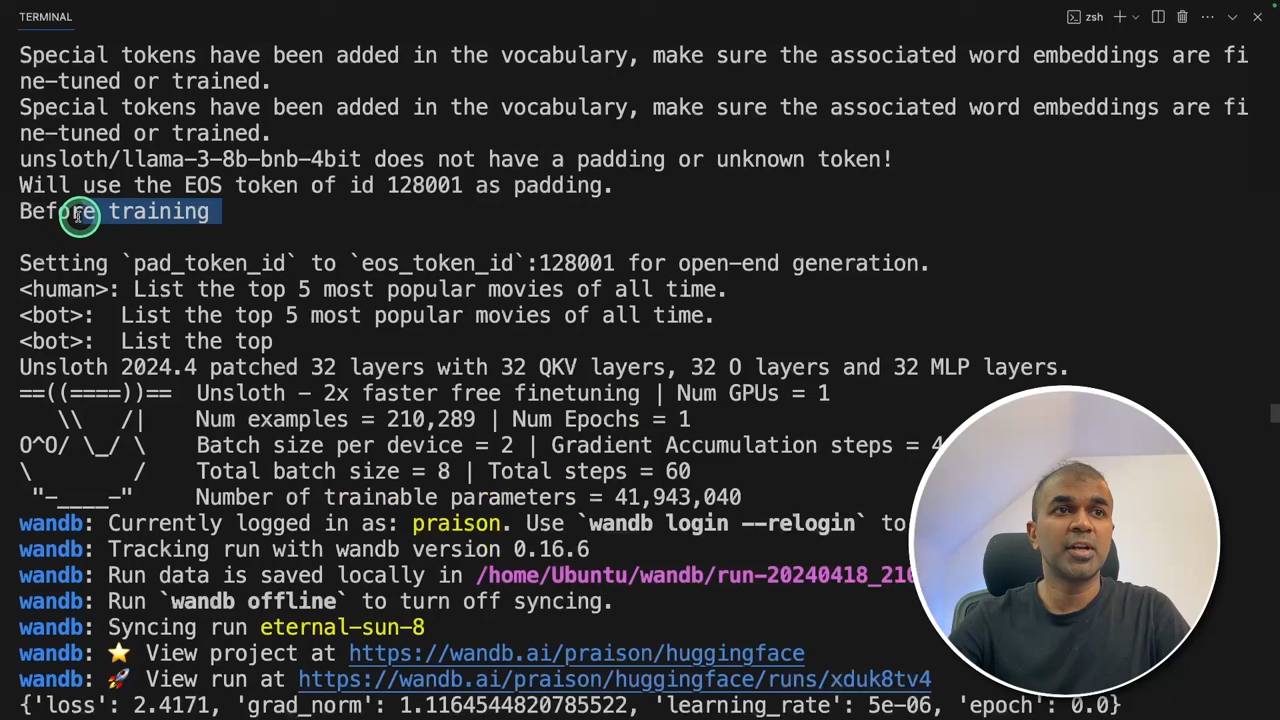 TERMINAL
zsh
Special tokens have been added in the vocabulary, make sure the associated word embeddings are fi
ne-tuned or trained.
Special tokens have been added in the vocabulary, make sure the associated word embeddings are fi
ne-tuned or trained.
unsloth/llama-3-8b-bnb-4bit does not have a padding or unknown token!
Will use the EOS token of id 128001 as padding.
Before training
Setting `pad_token_id` to `eos_token_id`:128001 for open-end generation.
<human>: List the top 5 most popular movies of all time.
<bot>:  List the top 5 most popular movies of all time.
<bot>:  List the top
Unsloth 2024.4 patched 32 layers with 32 QKV layers, 32 O layers and 32 MLP layers.
==((====))==  Unsloth - 2x faster free finetuning | Num GPUs = 1
   \\   /|    Num examples = 210,289 | Num Epochs = 1
O^O/ \_/ \    Batch size per device = 2 | Gradient Accumulation steps = 4
\        /    Total batch size = 8 | Total steps = 60
 "-____-"     Number of trainable parameters = 41,943,040
wandb: Currently logged in as: praison. Use `wandb login --relogin` to
wandb: Tracking run with wandb version 0.16.6
wandb: Run data is saved locally in /home/Ubuntu/wandb/run-20240418_210
wandb: Run `wandb offline` to turn off syncing.
wandb: Syncing run eternal-sun-8
wandb: ⭐ View project at https://wandb.ai/praison/huggingface
wandb: 🚀 View run at https://wandb.ai/praison/huggingface/runs/xduk8tv4
{'loss': 2.4171, 'grad_norm': 1.1164544820785522, 'learning_rate': 5e-06, 'epoch': 0.0}